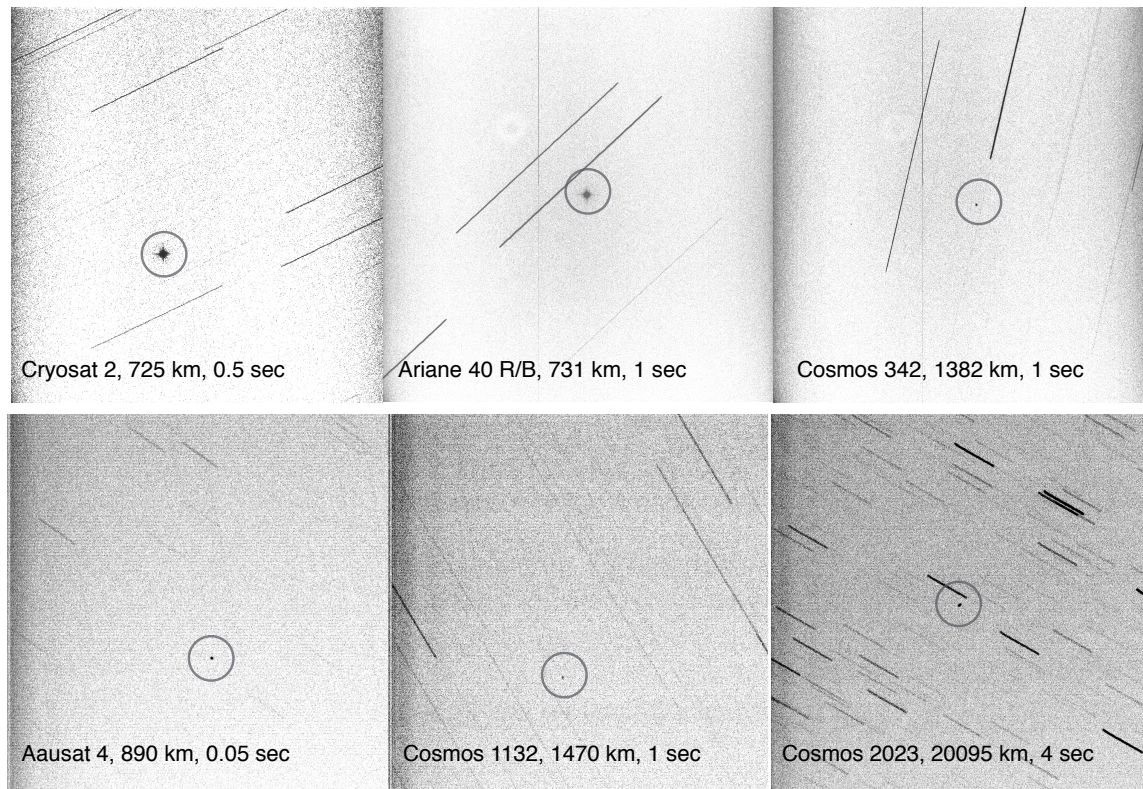 Cryosat 2, 725 km, 0.5 sec
Ariane 40 R/B, 731 km, 1 sec
Cosmos 342, 1382 km, 1 sec
Aausat 4, 890 km, 0.05 sec
Cosmos 1132, 1470 km, 1 sec
Cosmos 2023, 20095 km, 4 sec